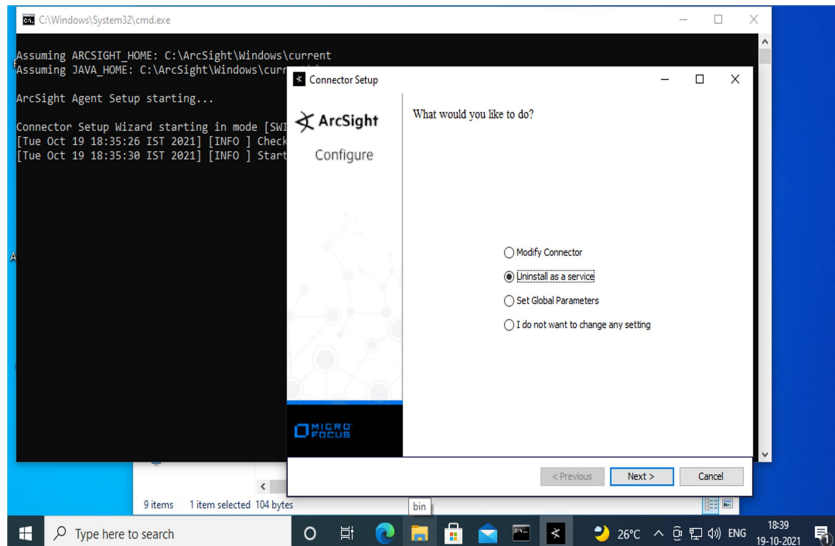 C:\Windows\System32\cmd.exe
Assuming ARCSIGHT_HOME: C:\ArcSight\Windows\current
Assuming JAVA_HOME: C:\ArcSight\Windows\curr
ArcSight Agent Setup starting...
Connector Setup Wizard starting in mode [SWI
[Tue Oct 19 18:35:26 IST 2021] [INFO ] Check
[Tue Oct 19 18:35:30 IST 2021] [INFO ] Start
Connector Setup
ArcSight
Configure
What would you like to do?
Modify Connector
Uninstall as a service
Set Global Parameters
I do not want to change any setting
MICRO
FOCUS
< Previous
Next >
Cancel
9 items 1 item selected 104 bytes
bin
Type here to search
26°C
ENG
18:39
19-10-2021
1